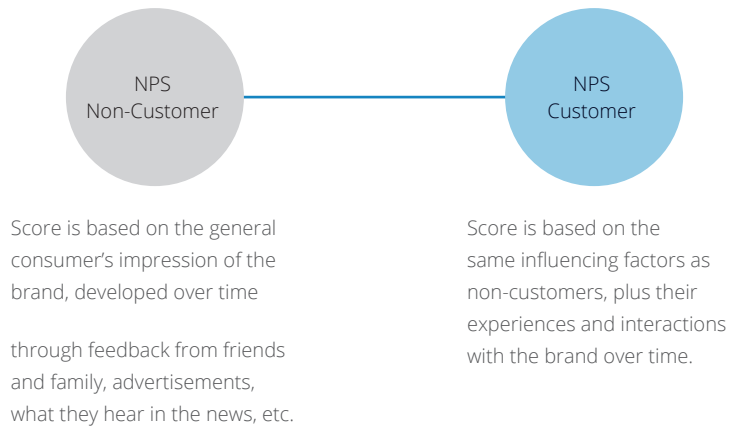 NPS
Non-Customer
NPS
Customer
Score is based on the general
consumer’s impression of the
brand, developed over time
through feedback from friends
and family, advertisements,
what they hear in the news, etc.
Score is based on the
same influencing factors as
non-customers, plus their
experiences and interactions
with the brand over time.